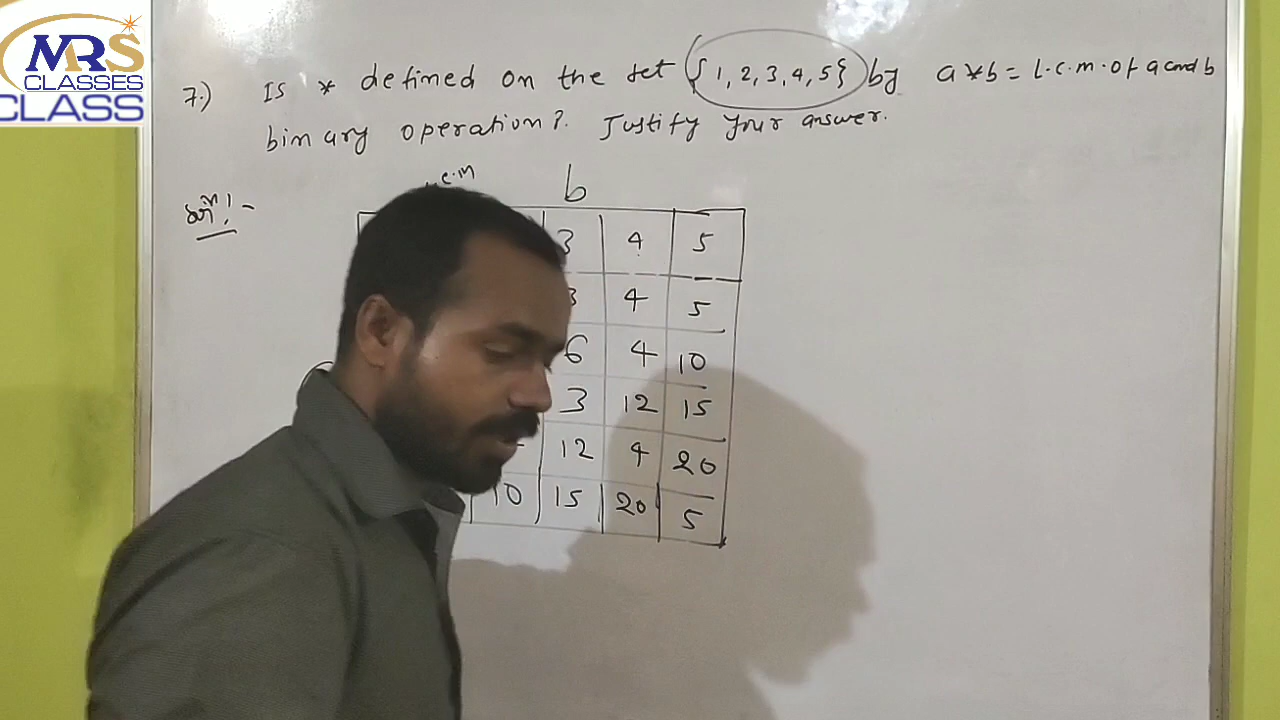 MRS
CLASSES
CLASS
7.) Is * defined on the set {1, 2, 3, 4, 5} by a * b = L.C.M. of a and b
binary operation?. Justify your answer.
Solⁿ!-
b
3 4 5
3 4 5
6 4 10
3 12 15
12 4 20
10 15 20 5